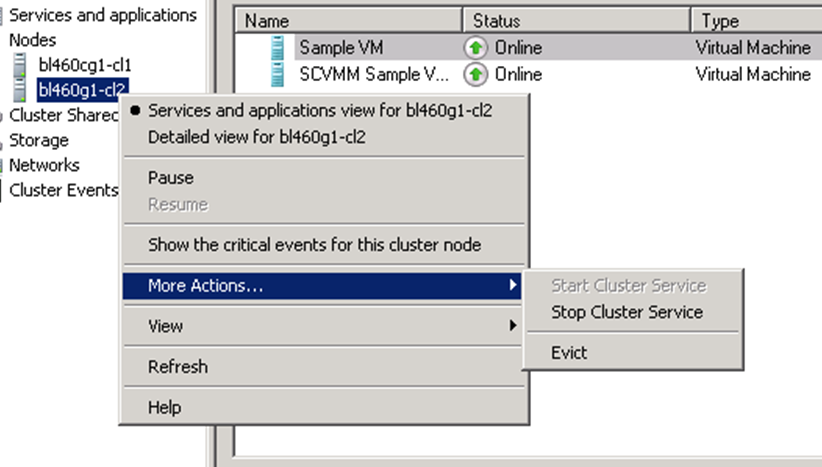 Services and applications
Nodes
bl460cg1-cl1
bl460g1-cl2
Cluster Shared
Storage
Networks
Cluster Events
Name Status Type
Sample VM Online Virtual Machine
SCVMM Sample V... Online Virtual Machine
Services and applications view for bl460g1-cl2
Detailed view for bl460g1-cl2
Pause
Resume
Show the critical events for this cluster node
More Actions...
View
Refresh
Help
Start Cluster Service
Stop Cluster Service
Evict